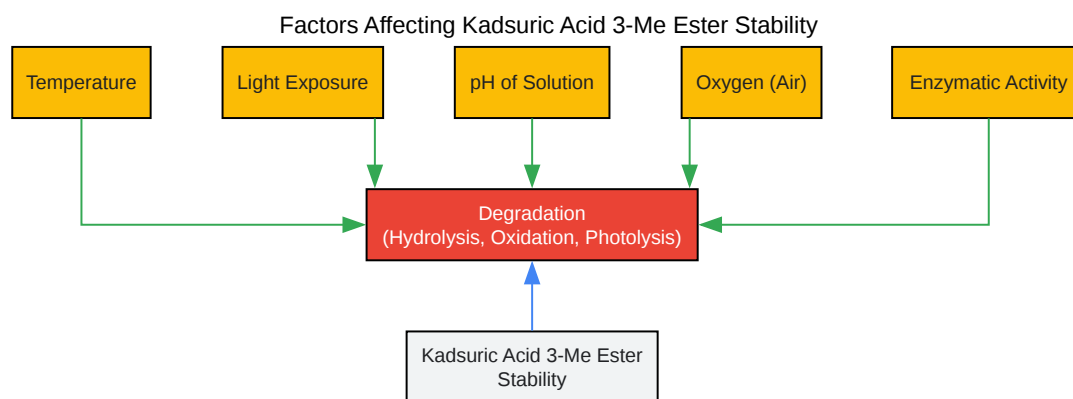 Factors Affecting Kadsuric Acid 3-Me Ester Stability
Temperature
Light Exposure
pH of Solution
Oxygen (Air)
Enzymatic Activity
Degradation
(Hydrolysis, Oxidation, Photolysis)
Kadsuric Acid 3-Me Ester
Stability